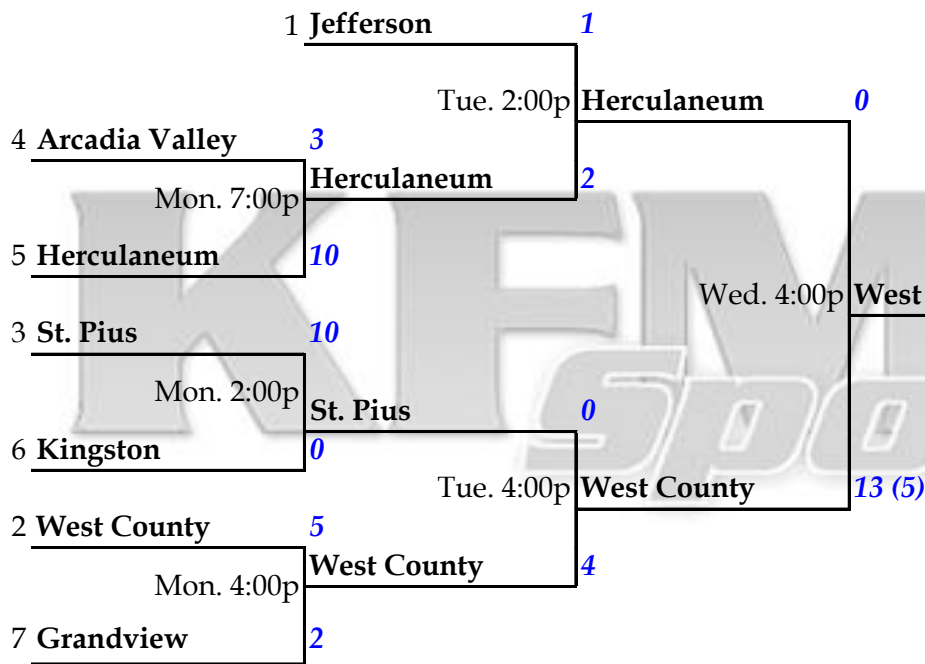 1 Jefferson 1
Tue. 2:00p Herculaneum 0
4 Arcadia Valley 3
Herculaneum 2
Mon. 7:00p
5 Herculaneum 10
Wed. 4:00p West
3 St. Pius 10
Mon. 2:00p
St. Pius 0
6 Kingston 0
Tue. 4:00p West County 13 (5)
2 West County 5
West County 4
Mon. 4:00p
7 Grandview 2
KFM
Spo